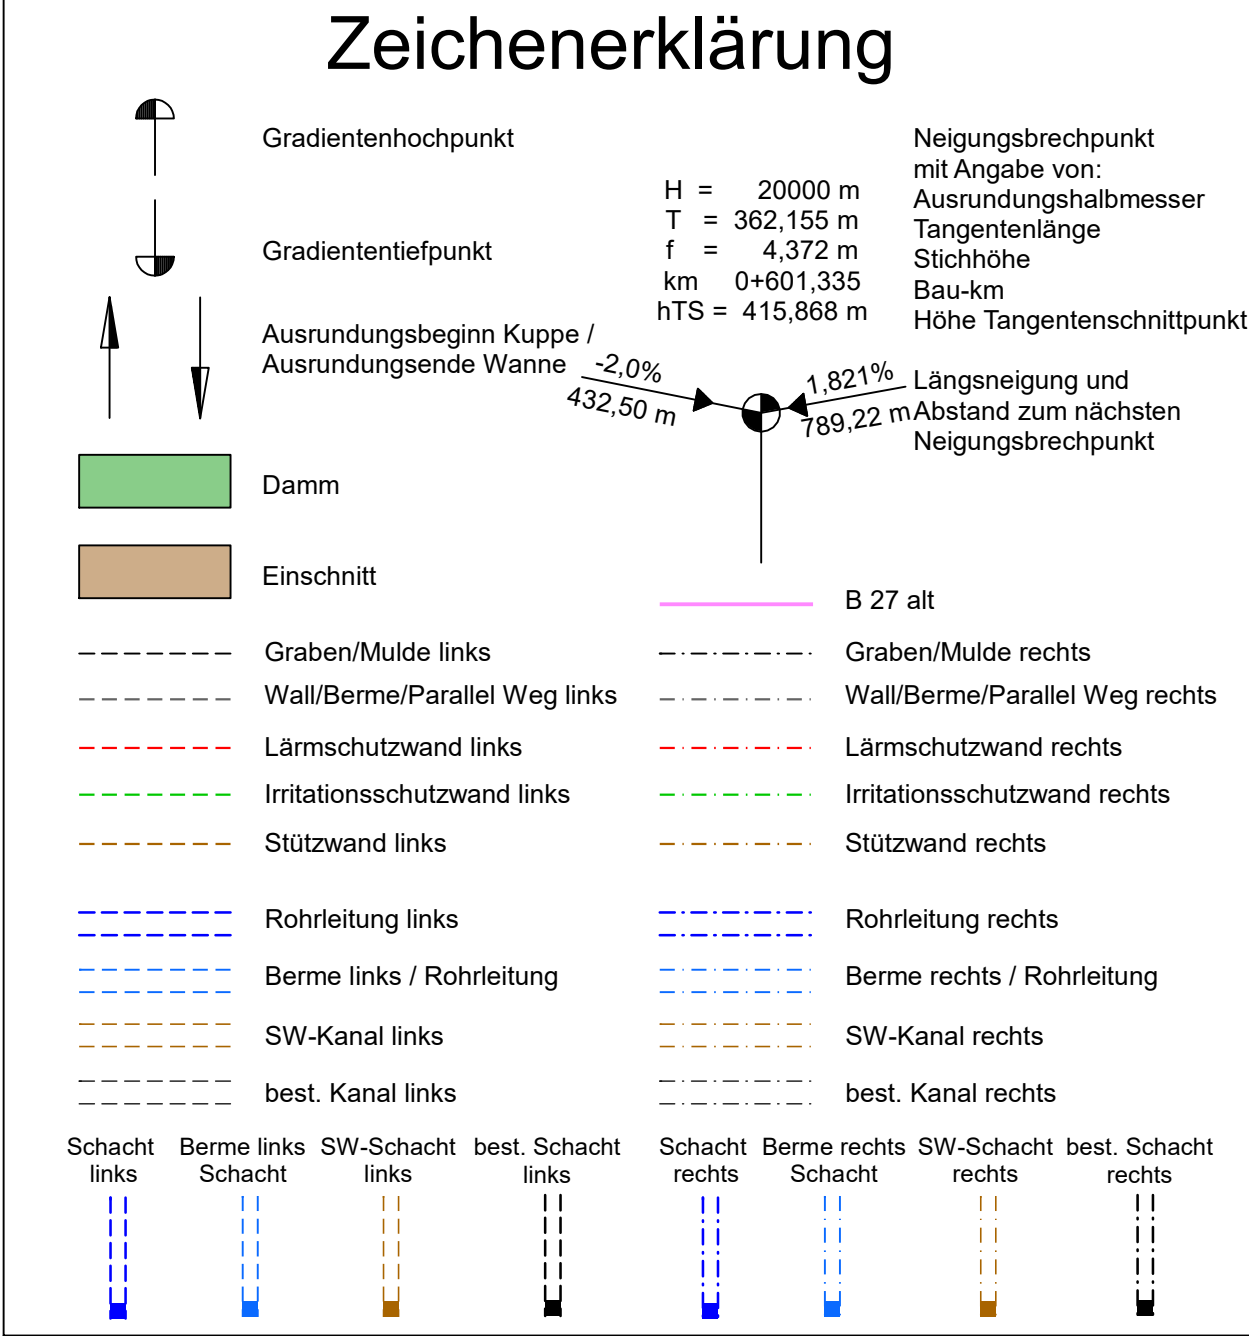 Zeichenerklärung
Gradientenhochpunkt
Gradiententiefpunkt
Ausrundungsbeginn Kuppe /
Ausrundungsende Wanne
Damm
Einschnitt
H = 20000 m
T = 362,155 m
f = 4,372 m
km 0+601,335
hTS = 415,868 m
Neigungsbrechpunkt
mit Angabe von:
Ausrundungshalbmesser
Tangentenlänge
Stichhöhe
Bau-km
Höhe Tangentenschnittpunkt
-2,0%
432,50 m
1,821%
789,22 m
Längsneigung und
Abstand zum nächsten
Neigungsbrechpunkt
B 27 alt
Graben/Mulde links
Graben/Mulde rechts
Wall/Berme/Parallel Weg links
Wall/Berme/Parallel Weg rechts
Lärmschutzwand links
Lärmschutzwand rechts
Irritationsschutzwand links
Irritationsschutzwand rechts
Stützwand links
Stützwand rechts
Rohrleitung links
Rohrleitung rechts
Berme links / Rohrleitung
Berme rechts / Rohrleitung
SW-Kanal links
SW-Kanal rechts
best. Kanal links
best. Kanal rechts
Schacht
links
Berme links
Schacht
SW-Schacht
links
best. Schacht
links
Schacht
rechts
Berme rechts
Schacht
SW-Schacht
rechts
best. Schacht
rechts